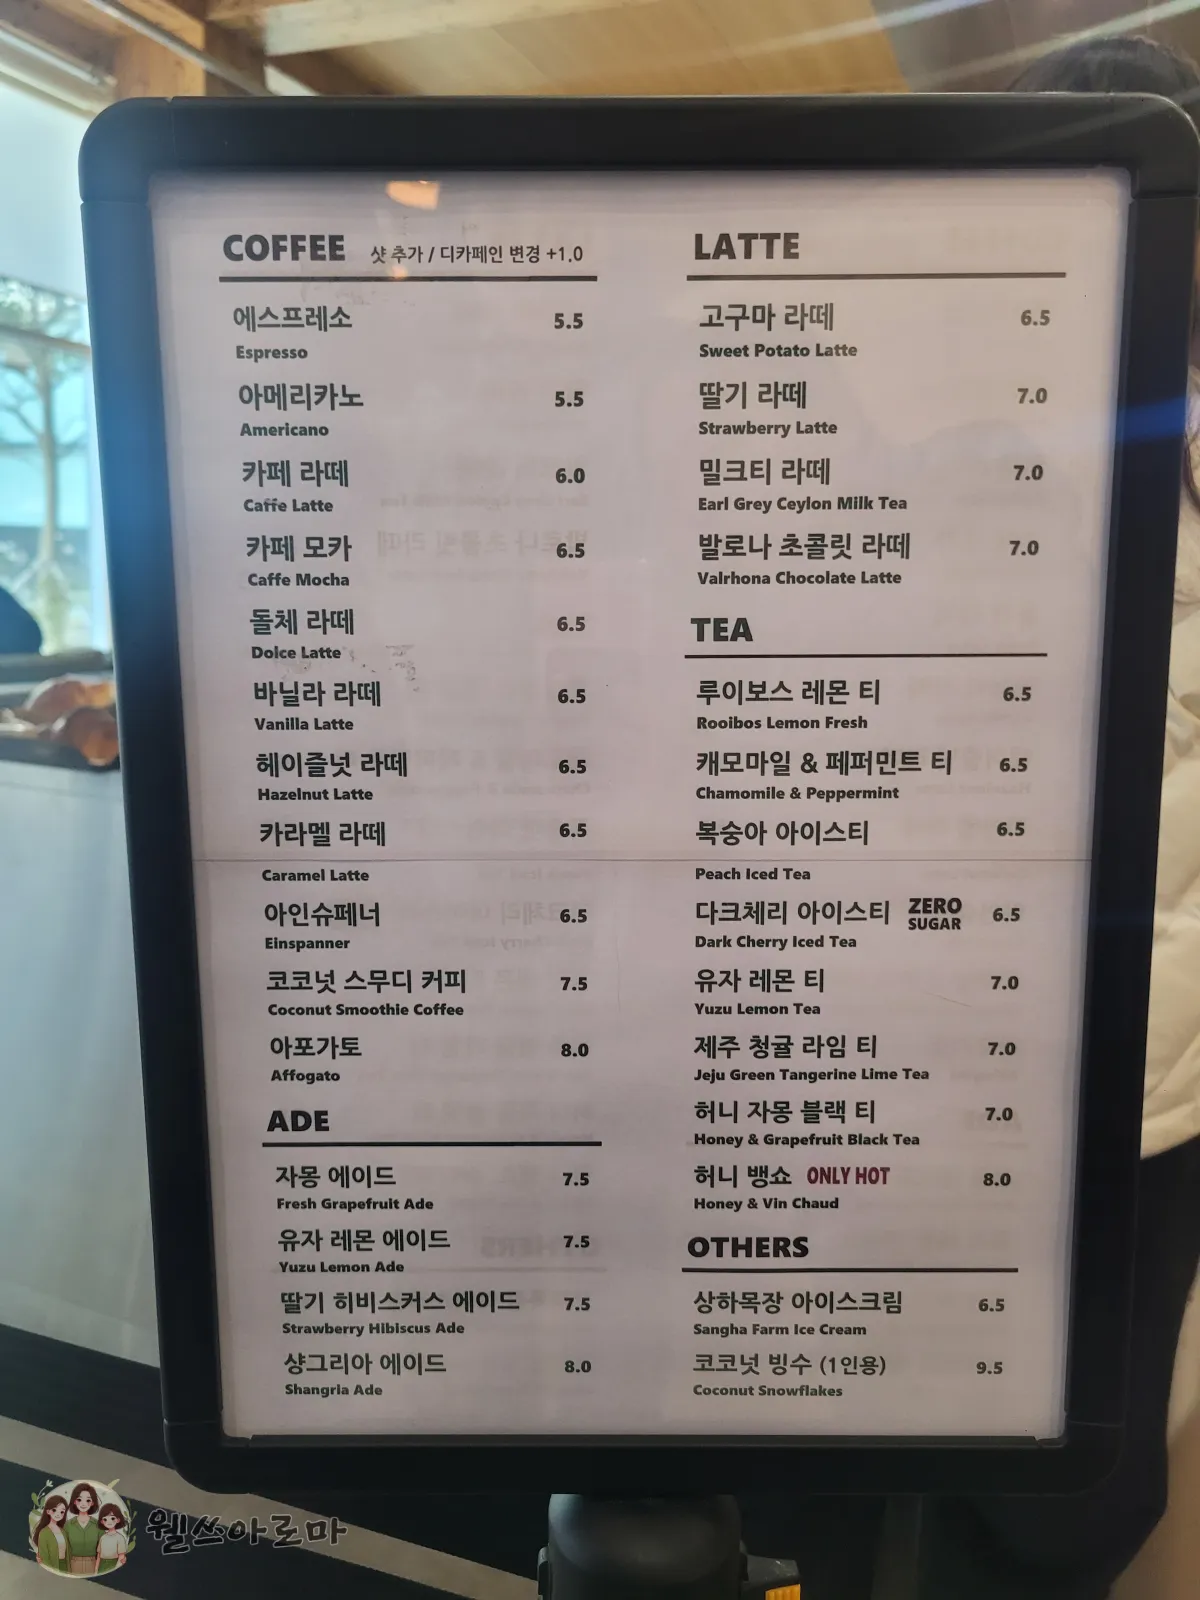 COFFEE 샷 추가 / 디카페인 변경 +1.0
에스프레소 5.5
Espresso
아메리카노 5.5
Americano
카페 라떼 6.0
Caffe Latte
카페 모카 6.5
Caffe Mocha
돌체 라떼 6.5
Dolce Latte
바닐라 라떼 6.5
Vanilla Latte
헤이즐넛 라떼 6.5
Hazelnut Latte
카라멜 라떼 6.5
Caramel Latte
아인슈페너 6.5
Einspanner
코코넛 스무디 커피 7.5
Coconut Smoothie Coffee
아포가토 8.0
Affogato
ADE
자몽 에이드 7.5
Fresh Grapefruit Ade
유자 레몬 에이드 7.5
Yuzu Lemon Ade
딸기 히비스커스 에이드 7.5
Strawberry Hibiscus Ade
샹그리아 에이드 8.0
Shangria Ade
LATTE
고구마 라떼 6.5
Sweet Potato Latte
딸기 라떼 7.0
Strawberry Latte
밀크티 라떼 7.0
Earl Grey Ceylon Milk Tea
발로나 초콜릿 라떼 7.0
Valrhona Chocolate Latte
TEA
루이보스 레몬 티 6.5
Rooibos Lemon Fresh
캐모마일 & 페퍼민트 티 6.5
Chamomile & Peppermint
복숭아 아이스티 6.5
Peach Iced Tea
다크체리 아이스티 ZERO SUGAR 6.5
Dark Cherry Iced Tea
유자 레몬 티 7.0
Yuzu Lemon Tea
제주 청귤 라임 티 7.0
Jeju Green Tangerine Lime Tea
허니 자몽 블랙 티 7.0
Honey & Grapefruit Black Tea
허니 뱅쇼 ONLY HOT 8.0
Honey & Vin Chaud
OTHERS
상하목장 아이스크림 6.5
Sangha Farm Ice Cream
코코넛 빙수 (1인용) 9.5
Coconut Snowflakes
웰쓰아로마